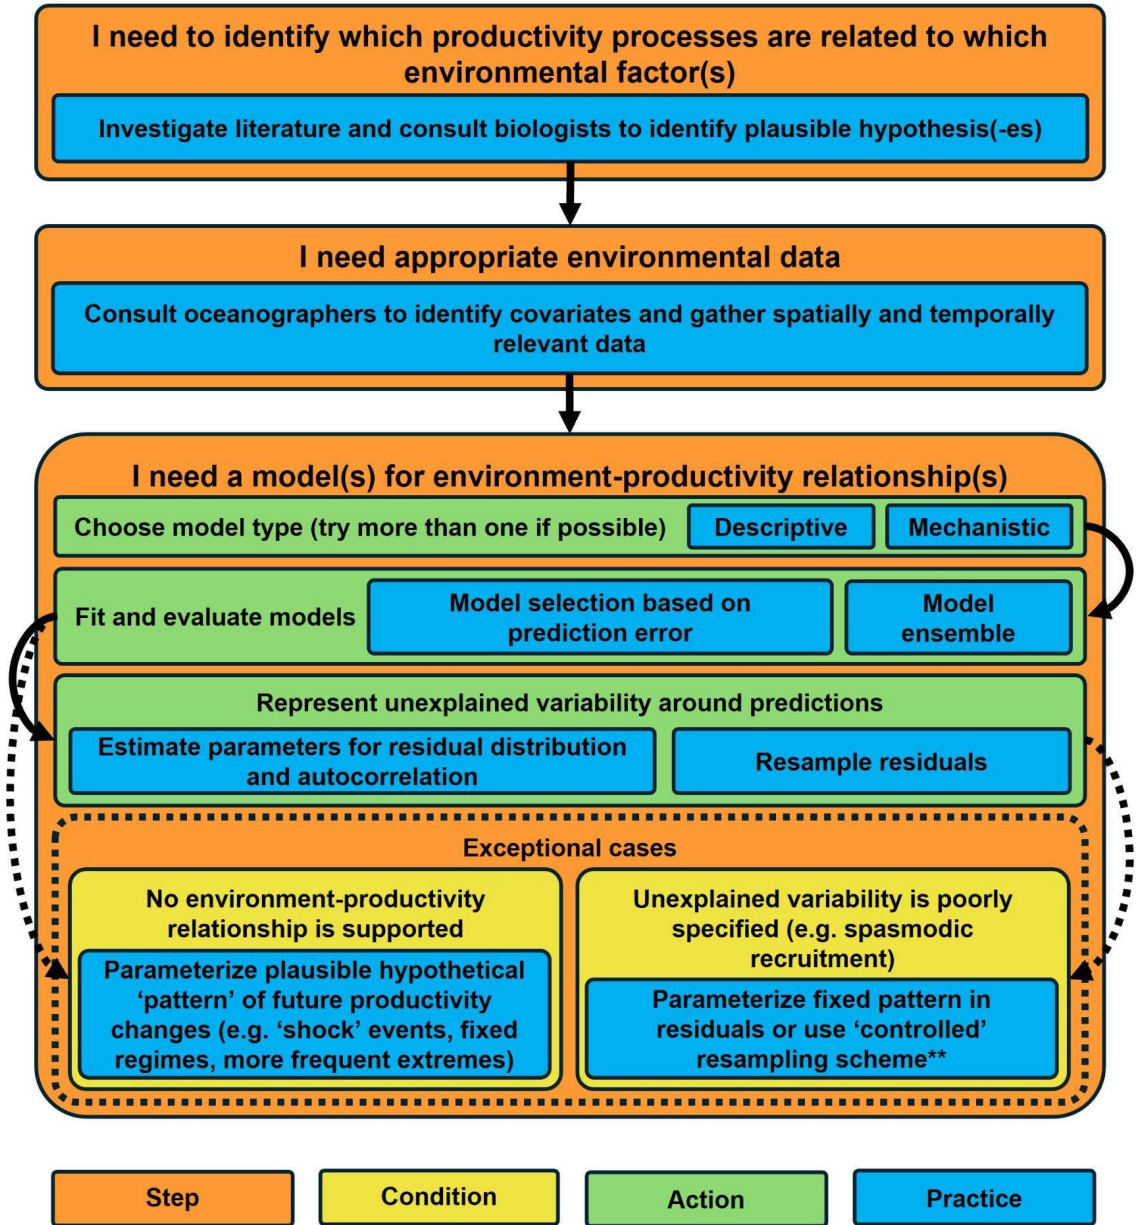 I need to identify which productivity processes are related to which
environmental factor(s)
Investigate literature and consult biologists to identify plausible hypothesis(-es)
I need appropriate environmental data
Consult oceanographers to identify covariates and gather spatially and temporally
relevant data
I need a model(s) for environment-productivity relationship(s)
Choose model type (try more than one if possible)
Descriptive
Mechanistic
Fit and evaluate models
Model selection based on
prediction error
Model
ensemble
Represent unexplained variability around predictions
Estimate parameters for residual distribution
and autocorrelation
Resample residuals
Exceptional cases
No environment-productivity
relationship is supported
Parameterize plausible hypothetical
‘pattern’ of future productivity
changes (e.g. ‘shock’ events, fixed
regimes, more frequent extremes)
Unexplained variability is poorly
specified (e.g. spasmodic
recruitment)
Parameterize fixed pattern in
residuals or use ‘controlled’
resampling scheme**
Step
Condition
Action
Practice